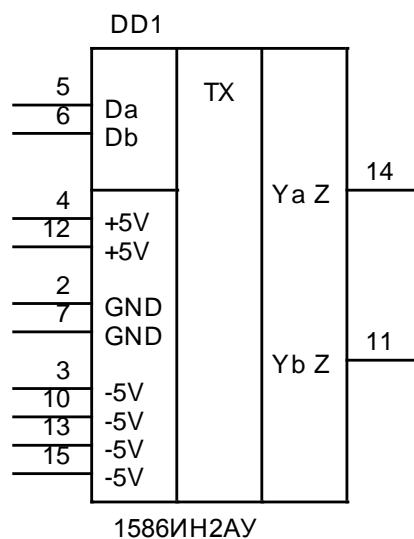 DD1
5
Da
TX
6
Db
14
Ya Z
4
+5V
12
+5V
2
GND
7
GND
11
Yb Z
3
-5V
10
-5V
13
-5V
15
-5V
1586ИН2АУ